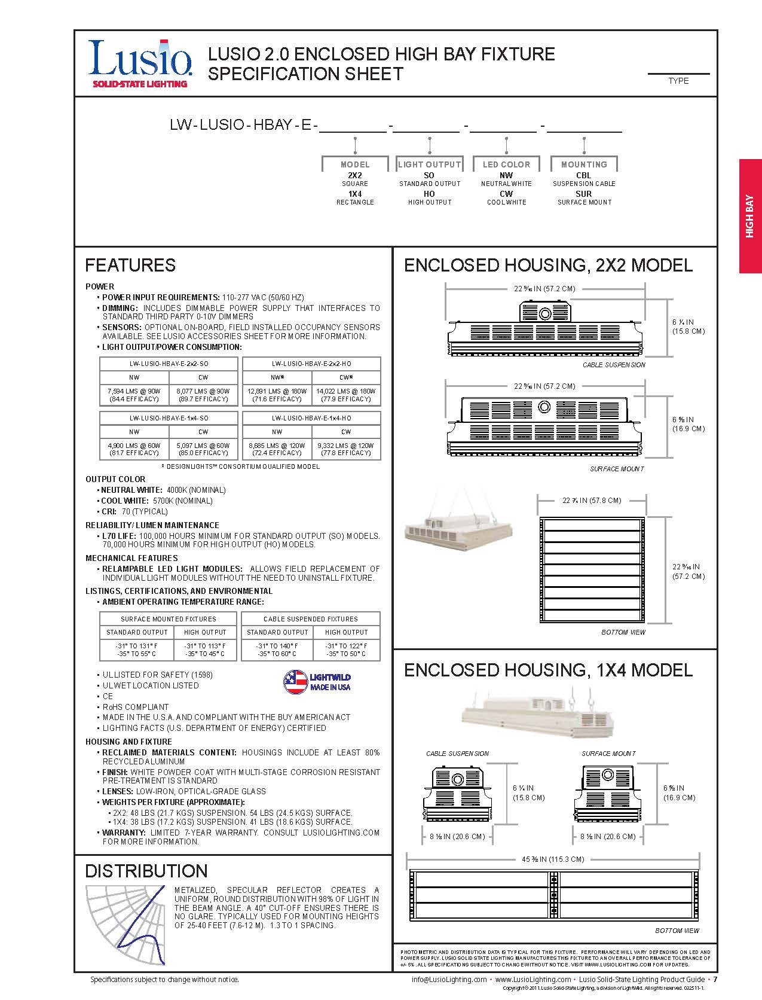 Lusio
SOLID-STATE LIGHTING
LUSIO 2.0 ENCLOSED HIGH BAY FIXTURE
SPECIFICATION SHEET
TYPE
LW-LUSIO-HBAY-E-________-________-________-_________
MODEL
2X2
SQUARE
1X4
RECTANGLE
LIGHT OUTPUT
SO
STANDARD OUTPUT
HO
HIGH OUTPUT
LED COLOR
NW
NEUTRAL WHITE
CW
COOL WHITE
MOUNTING
CBL
SUSPENSION CABLE
SUR
SURFACE MOUNT
HIGH BAY
FEATURES
POWER
• POWER INPUT REQUIREMENTS: 110-277 VAC (50/60 HZ)
• DIMMING: INCLUDES DIMMABLE POWER SUPPLY THAT INTERFACES TO
STANDARD THIRD PARTY 0-10V DIMMERS
• SENSORS: OPTIONAL ON-BOARD, FIELD INSTALLED OCCUPANCY SENSORS
AVAILABLE. SEE LUSIO ACCESSORIES SHEET FOR MORE INFORMATION.
• LIGHT OUTPUT/POWER CONSUMPTION:
LW-LUSIO-HBAY-E-2x2-SO LW-LUSIO-HBAY-E-2x2-HO
NW CW NW* CW*
7,594 LMS @ 90W 8,077 LMS @ 90W 12,891 LMS @ 180W 14,022 LMS @ 180W
(84.4 EFFICACY) (89.7 EFFICACY) (71.6 EFFICACY) (77.9 EFFICACY)
LW-LUSIO-HBAY-E-1x4-SO LW-LUSIO-HBAY-E-1x4-HO
NW CW NW CW
4,900 LMS @ 60W 5,097 LMS @ 60W 8,685 LMS @ 120W 9,332 LMS @ 120W
(81.7 EFFICACY) (85.0 EFFICACY) (72.4 EFFICACY) (77.8 EFFICACY)
* DESIGNLIGHTS™ CONSORTIUM QUALIFIED MODEL
OUTPUT COLOR
• NEUTRAL WHITE: 4000K (NOMINAL)
• COOL WHITE: 5700K (NOMINAL)
• CRI: 70 (TYPICAL)
RELIABILITY/ LUMEN MAINTENANCE
• L70 LIFE: 100,000 HOURS MINIMUM FOR STANDARD OUTPUT (SO) MODELS.
70,000 HOURS MINIMUM FOR HIGH OUTPUT (HO) MODELS.
MECHANICAL FEATURES
• RELAMPABLE LED LIGHT MODULES: ALLOWS FIELD REPLACEMENT OF
INDIVIDUAL LIGHT MODULES WITHOUT THE NEED TO UNINSTALL FIXTURE.
LISTINGS, CERTIFICATIONS, AND ENVIRONMENTAL
• AMBIENT OPERATING TEMPERATURE RANGE:
SURFACE MOUNTED FIXTURES CABLE SUSPENDED FIXTURES
STANDARD OUTPUT HIGH OUTPUT STANDARD OUTPUT HIGH OUTPUT
-31° TO 131° F -31° TO 113° F -31° TO 140° F -31° TO 122° F
-35° TO 55° C -35° TO 45° C -35° TO 60° C -35° TO 50° C
• UL LISTED FOR SAFETY (1598)
• UL WET LOCATION LISTED
• CE
• RoHS COMPLIANT
• MADE IN THE U.S.A. AND COMPLIANT WITH THE BUY AMERICAN ACT
• LIGHTING FACTS (U.S. DEPARTMENT OF ENERGY) CERTIFIED
LIGHTWILD
MADE IN USA
HOUSING AND FIXTURE
• RECLAIMED MATERIALS CONTENT: HOUSINGS INCLUDE AT LEAST 80%
RECYCLED ALUMINUM
• FINISH: WHITE POWDER COAT WITH MULTI-STAGE CORROSION RESISTANT
PRE-TREATMENT IS STANDARD
• LENSES: LOW-IRON, OPTICAL-GRADE GLASS
• WEIGHTS PER FIXTURE (APPROXIMATE):
• 2X2: 48 LBS (21.7 KGS) SUSPENSION. 54 LBS (24.5 KGS) SURFACE.
• 1X4: 38 LBS (17.2 KGS) SUSPENSION. 41 LBS (18.6 KGS) SURFACE.
• WARRANTY: LIMITED 7-YEAR WARRANTY. CONSULT LUSIOLIGHTING.COM
FOR MORE INFORMATION.
DISTRIBUTION
METALIZED, SPECULAR REFLECTOR CREATES A
UNIFORM, ROUND DISTRIBUTION WITH 98% OF LIGHT IN
THE BEAM ANGLE. A 40° CUT-OFF ENSURES THERE IS
NO GLARE. TYPICALLY USED FOR MOUNTING HEIGHTS
OF 25-40 FEET (7.6-12 M). 1.3 TO 1 SPACING.
ENCLOSED HOUSING, 2X2 MODEL
22 9/16 IN (57.2 CM)
6 1/4 IN
(15.8 CM)
CABLE SUSPENSION
22 9/16 IN (57.2 CM)
6 5/8 IN
(16.9 CM)
SURFACE MOUNT
22 3/4 IN (57.8 CM)
22 9/16 IN
(57.2 CM)
BOTTOM VIEW
ENCLOSED HOUSING, 1X4 MODEL
CABLE SUSPENSION SURFACE MOUNT
6 1/4 IN
(15.8 CM)
6 5/8 IN
(16.9 CM)
8 1/8 IN (20.6 CM) 8 1/8 IN (20.6 CM)
45 3/8 IN (115.3 CM)
BOTTOM VIEW
PHOTOMETRIC AND DISTRIBUTION DATA IS TYPICAL FOR THIS FIXTURE. PERFORMANCE WILL VARY DEPENDING ON LED AND
POWER SUPPLY. LUSIO SOLID STATE LIGHTING MANUFACTURES THIS FIXTURE TO AN OVERALL PERFORMANCE TOLERANCE OF
+/- 5%. ALL SPECIFICATIONS SUBJECT TO CHANGE WITHOUT NOTICE. VISIT WWW.LUSIOLIGHTING.COM FOR UPDATES.
Specifications subject to change without notice.
info@LusioLighting.com • www.LusioLighting.com • Lusio Solid-State Lighting Product Guide • 7
Copyright © 2011. Lusio Solid-State Lighting, a division of LightWild. All rights reserved. 032511-1.